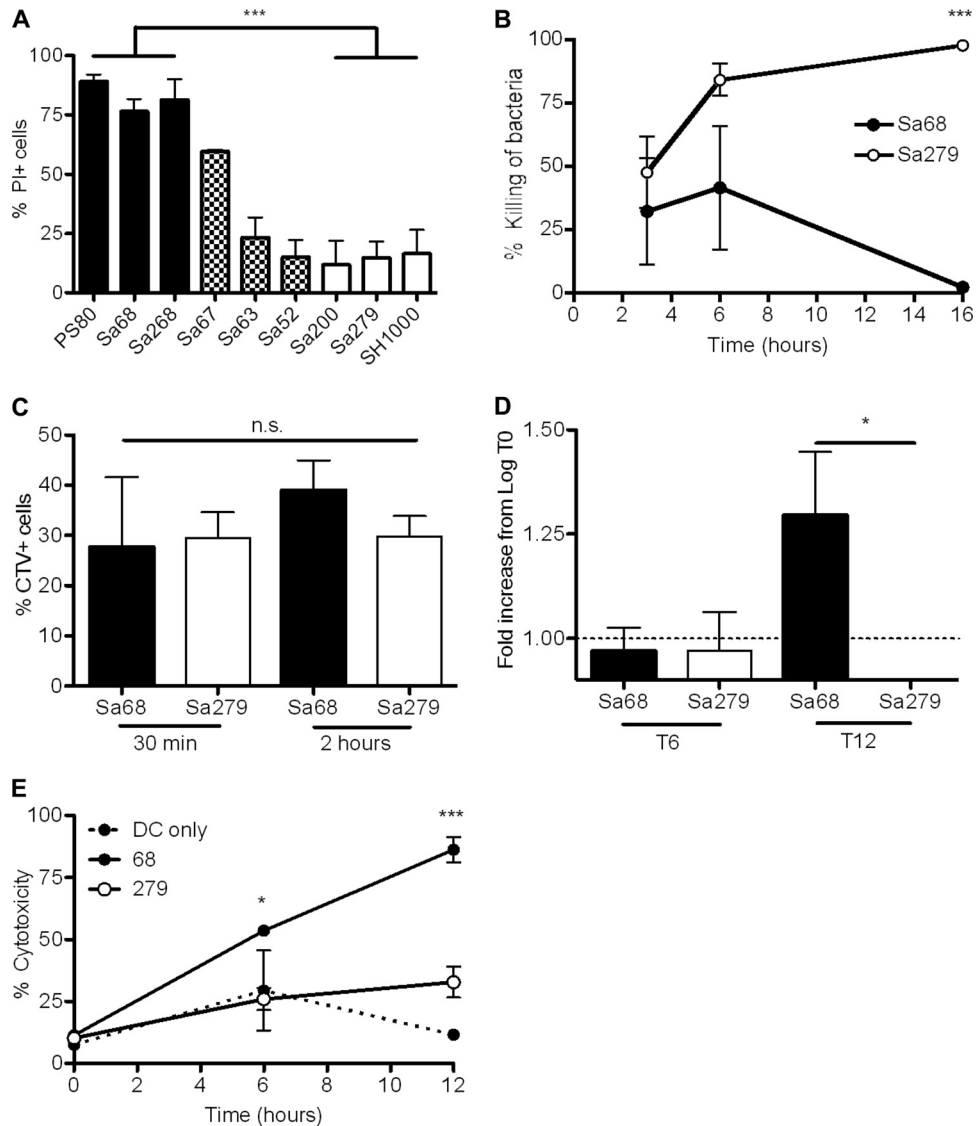 A
***
100
75
50
25
0
% PI+ cells
PS80 Sa68 Sa268 Sa67 Sa63 Sa52 Sa200 Sa279 SH1000
B
***
100
75
50
25
0
% Killing of bacteria
Sa68
Sa279
0 2 4 6 8 10 12 14 16
Time (hours)
C
n.s.
50
40
30
20
10
0
% CTV+ cells
Sa68 Sa279 Sa68 Sa279
30 min 2 hours
D
*
1.50
1.25
1.00
Fold increase from Log T0
Sa68 Sa279 Sa68 Sa279
T6 T12
E
***
*
100
75
50
25
0
% Cytotoxicity
DC only
68
279
0 2 4 6 8 10 12
Time (hours)